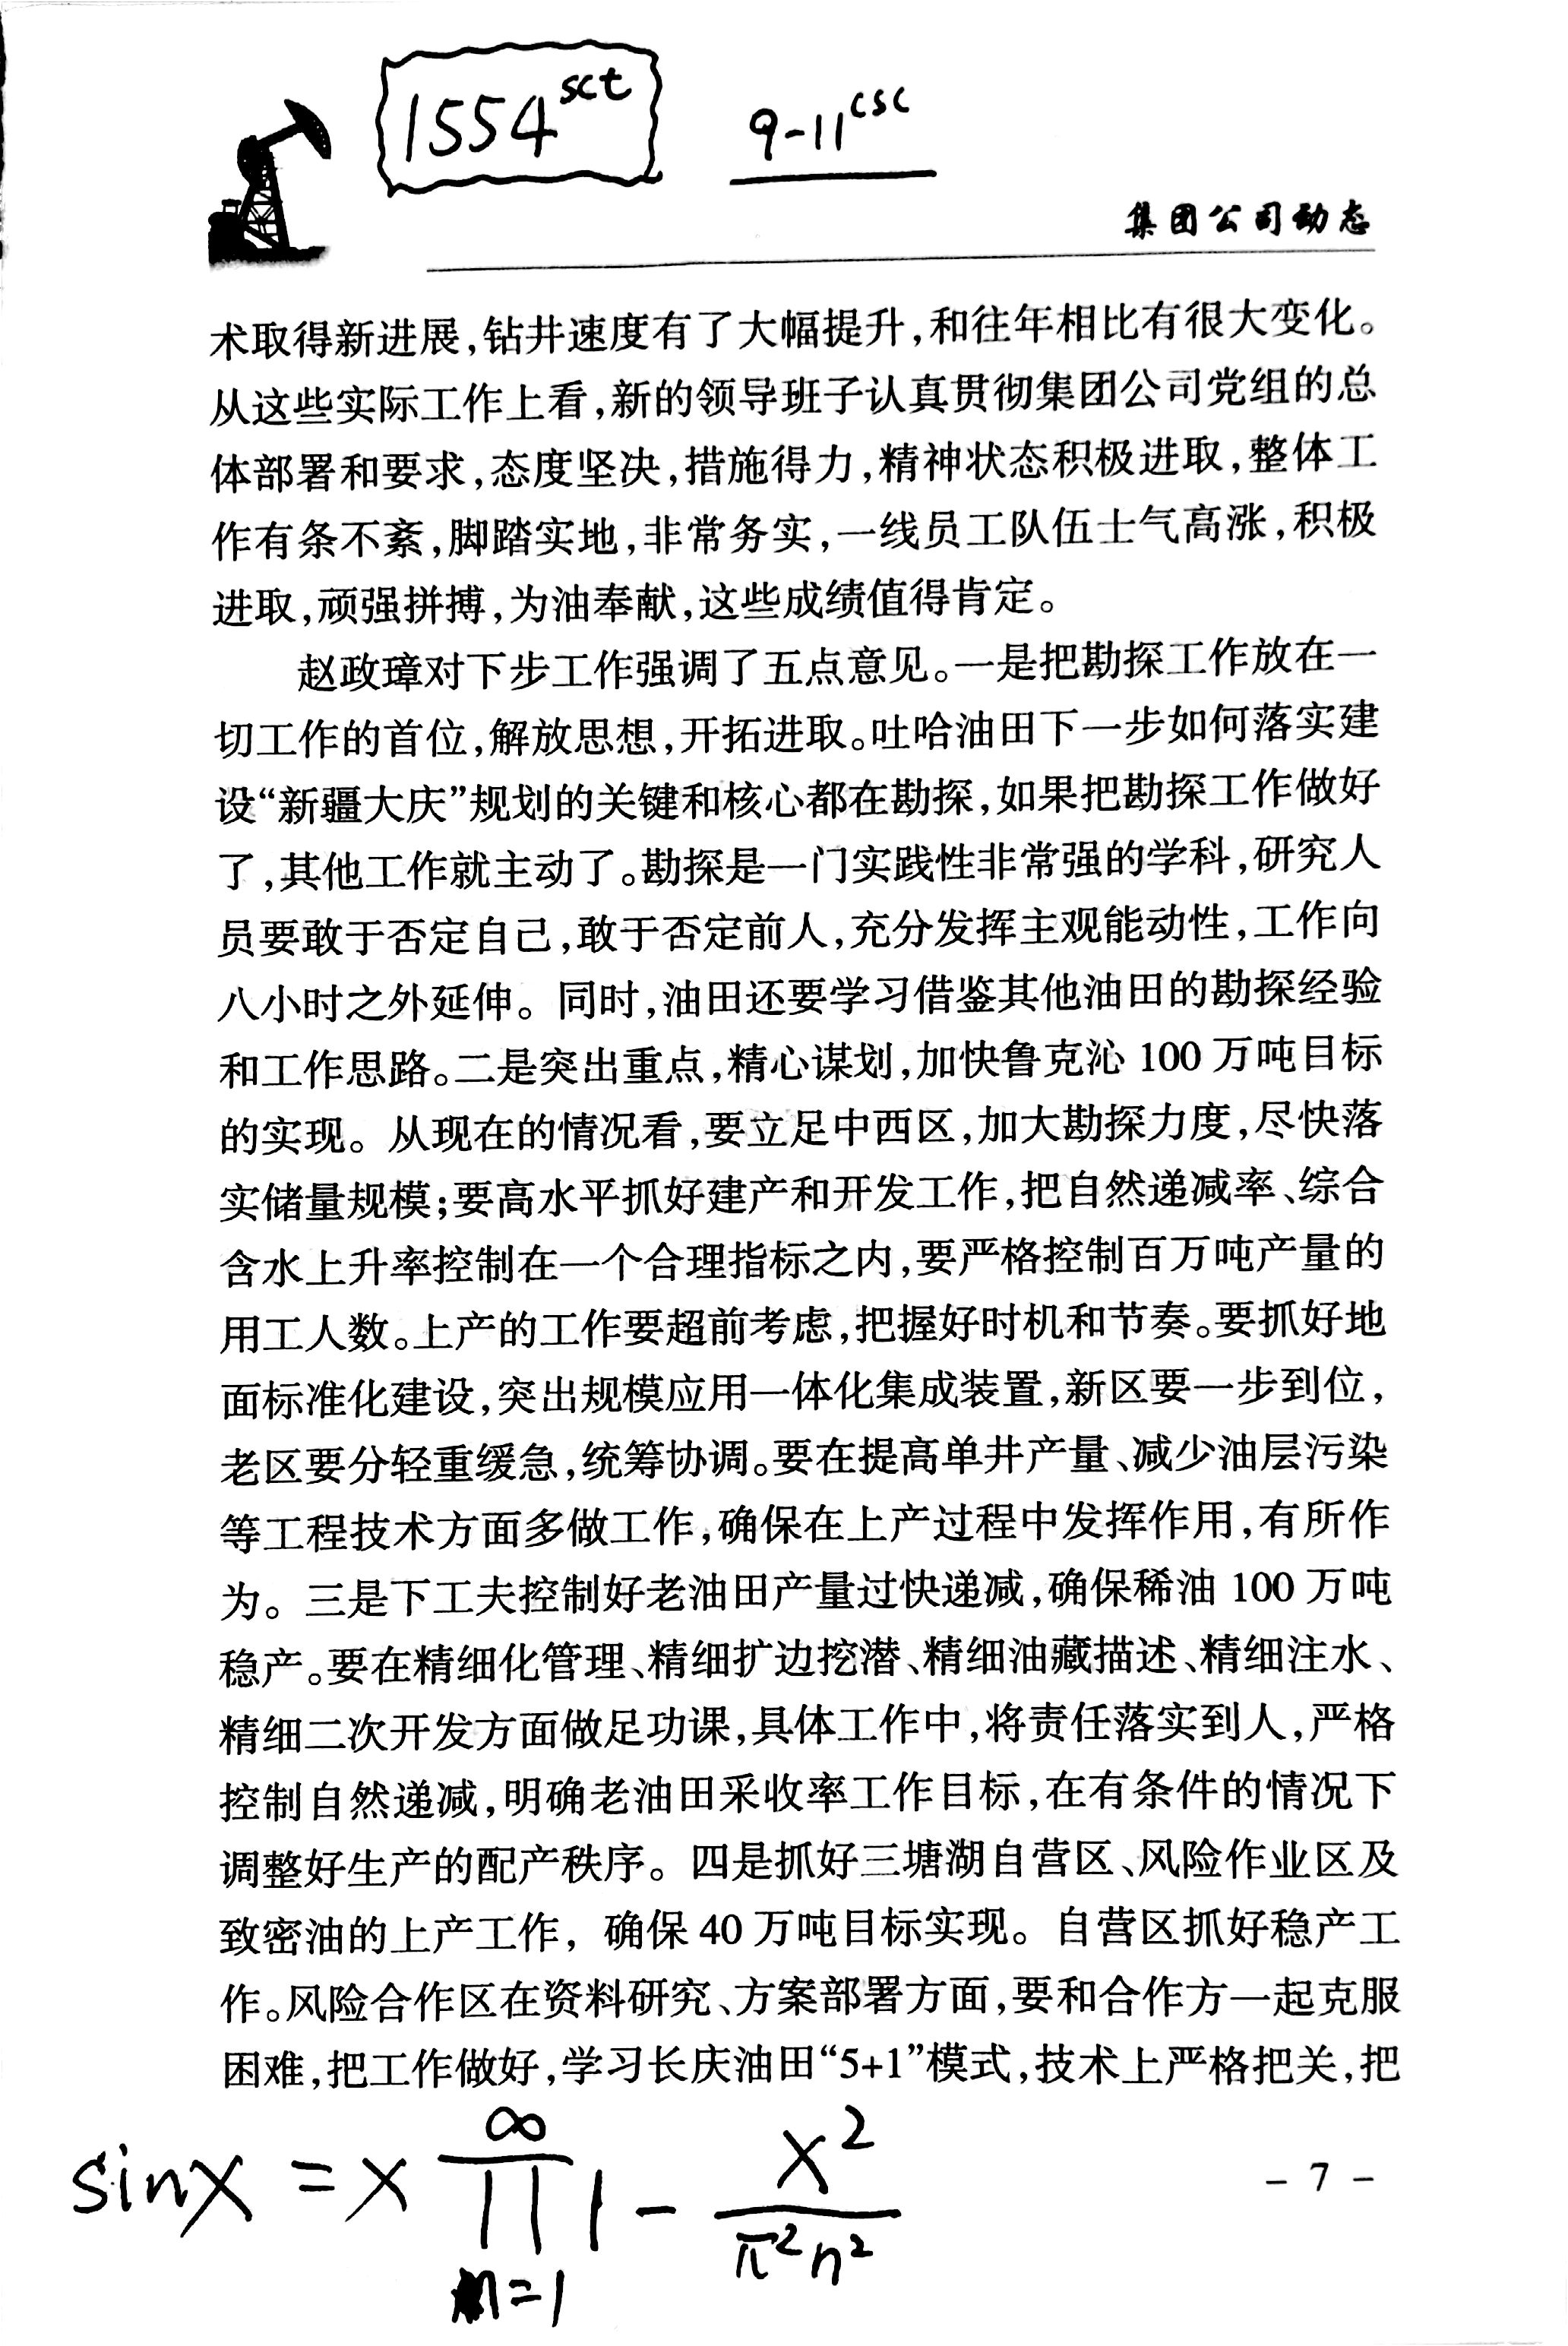 1554^sct
9-11^csc
集团公司动态
术取得新进展,钻井速度有了大幅提升,和往年相比有很大变化。
从这些实际工作上看,新的领导班子认真贯彻集团公司党组的总
体部署和要求,态度坚决,措施得力,精神状态积极进取,整体工
作有条不紊,脚踏实地,非常务实,一线员工队伍士气高涨,积极
进取,顽强拼搏,为油奉献,这些成绩值得肯定。
赵政璋对下步工作强调了五点意见。一是把勘探工作放在一
切工作的首位,解放思想,开拓进取。吐哈油田下一步如何落实建
设“新疆大庆”规划的关键和核心都在勘探,如果把勘探工作做好
了,其他工作就主动了。勘探是一门实践性非常强的学科,研究人
员要敢于否定自己,敢于否定前人,充分发挥主观能动性,工作向
八小时之外延伸。同时,油田还要学习借鉴其他油田的勘探经验
和工作思路。二是突出重点,精心谋划,加快鲁克沁 100 万吨目标
的实现。从现在的情况看,要立足中西区,加大勘探力度,尽快落
实储量规模;要高水平抓好建产和开发工作,把自然递减率、综合
含水上升率控制在一个合理指标之内,要严格控制百万吨产量的
用工人数。上产的工作要超前考虑,把握好时机和节奏。要抓好地
面标准化建设,突出规模应用一体化集成装置,新区要一步到位,
老区要分轻重缓急,统筹协调。要在提高单井产量、减少油层污染
等工程技术方面多做工作,确保在上产过程中发挥作用,有所作
为。三是下工夫控制好老油田产量过快递减,确保稀油 100 万吨
稳产。要在精细化管理、精细扩边挖潜、精细油藏描述、精细注水、
精细二次开发方面做足功课,具体工作中,将责任落实到人,严格
控制自然递减,明确老油田采收率工作目标,在有条件的情况下
调整好生产的配产秩序。四是抓好三塘湖自营区、风险作业区及
致密油的上产工作,确保 40 万吨目标实现。自营区抓好稳产工
作。风险合作区在资料研究、方案部署方面,要和合作方一起克服
困难,把工作做好,学习长庆油田“5+1”模式,技术上严格把关,把
sinx = x ∏_{n=1}^{∞} 1 - \frac{x^2}{π^2 n^2}
- 7 -